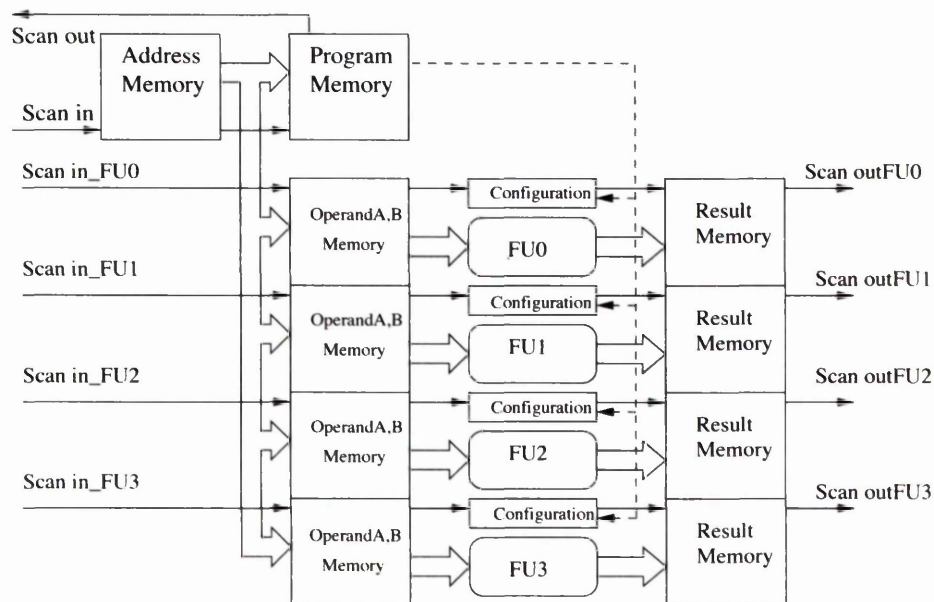 Scan out
Address
Memory
Program
Memory
Scan in
Scan in_FU0
Configuration
Scan outFU0
OperandA,B
Memory
FU0
Result
Memory
Scan in_FU1
Configuration
Scan outFU1
OperandA,B
Memory
FU1
Result
Memory
Scan in_FU2
Configuration
Scan outFU2
OperandA,B
Memory
FU2
Result
Memory
Scan in_FU3
Configuration
Scan outFU3
OperandA,B
Memory
FU3
Result
Memory